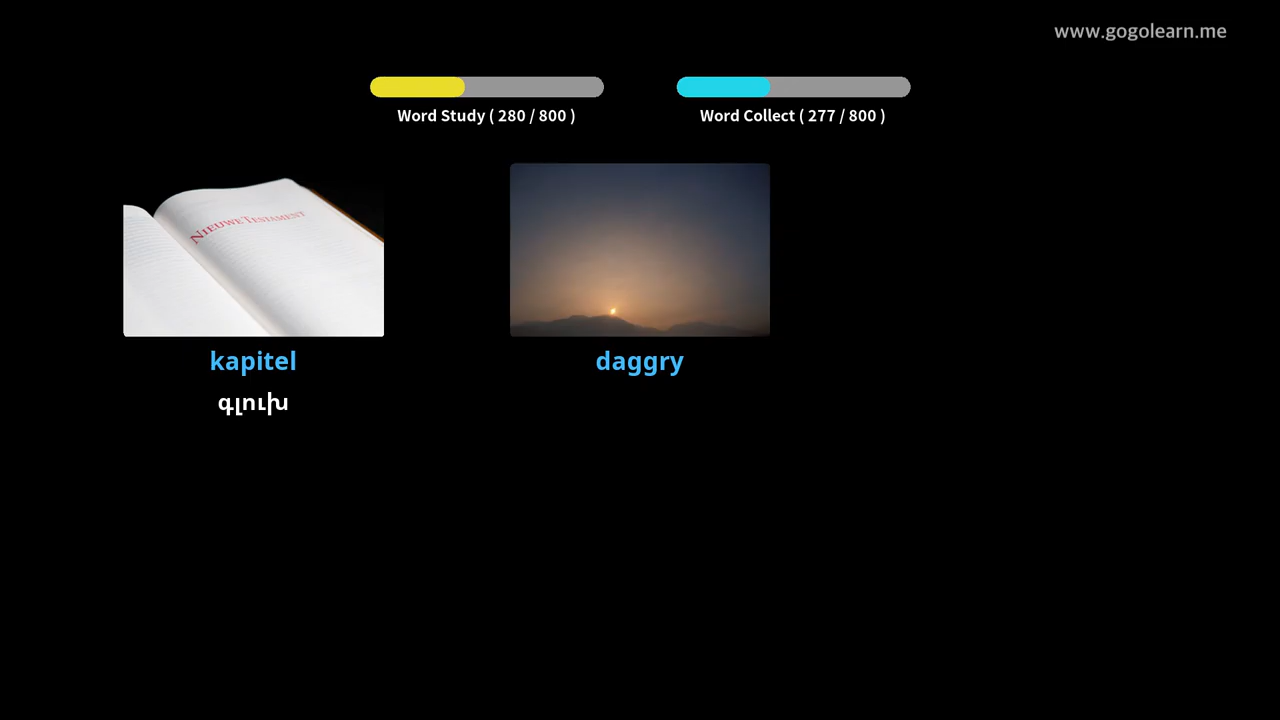 www.gogolearn.me
Word Study ( 280 / 800 )
Word Collect ( 277 / 800 )
NIEUWE TESTAMENT
kapitel
daggry
գլուխ